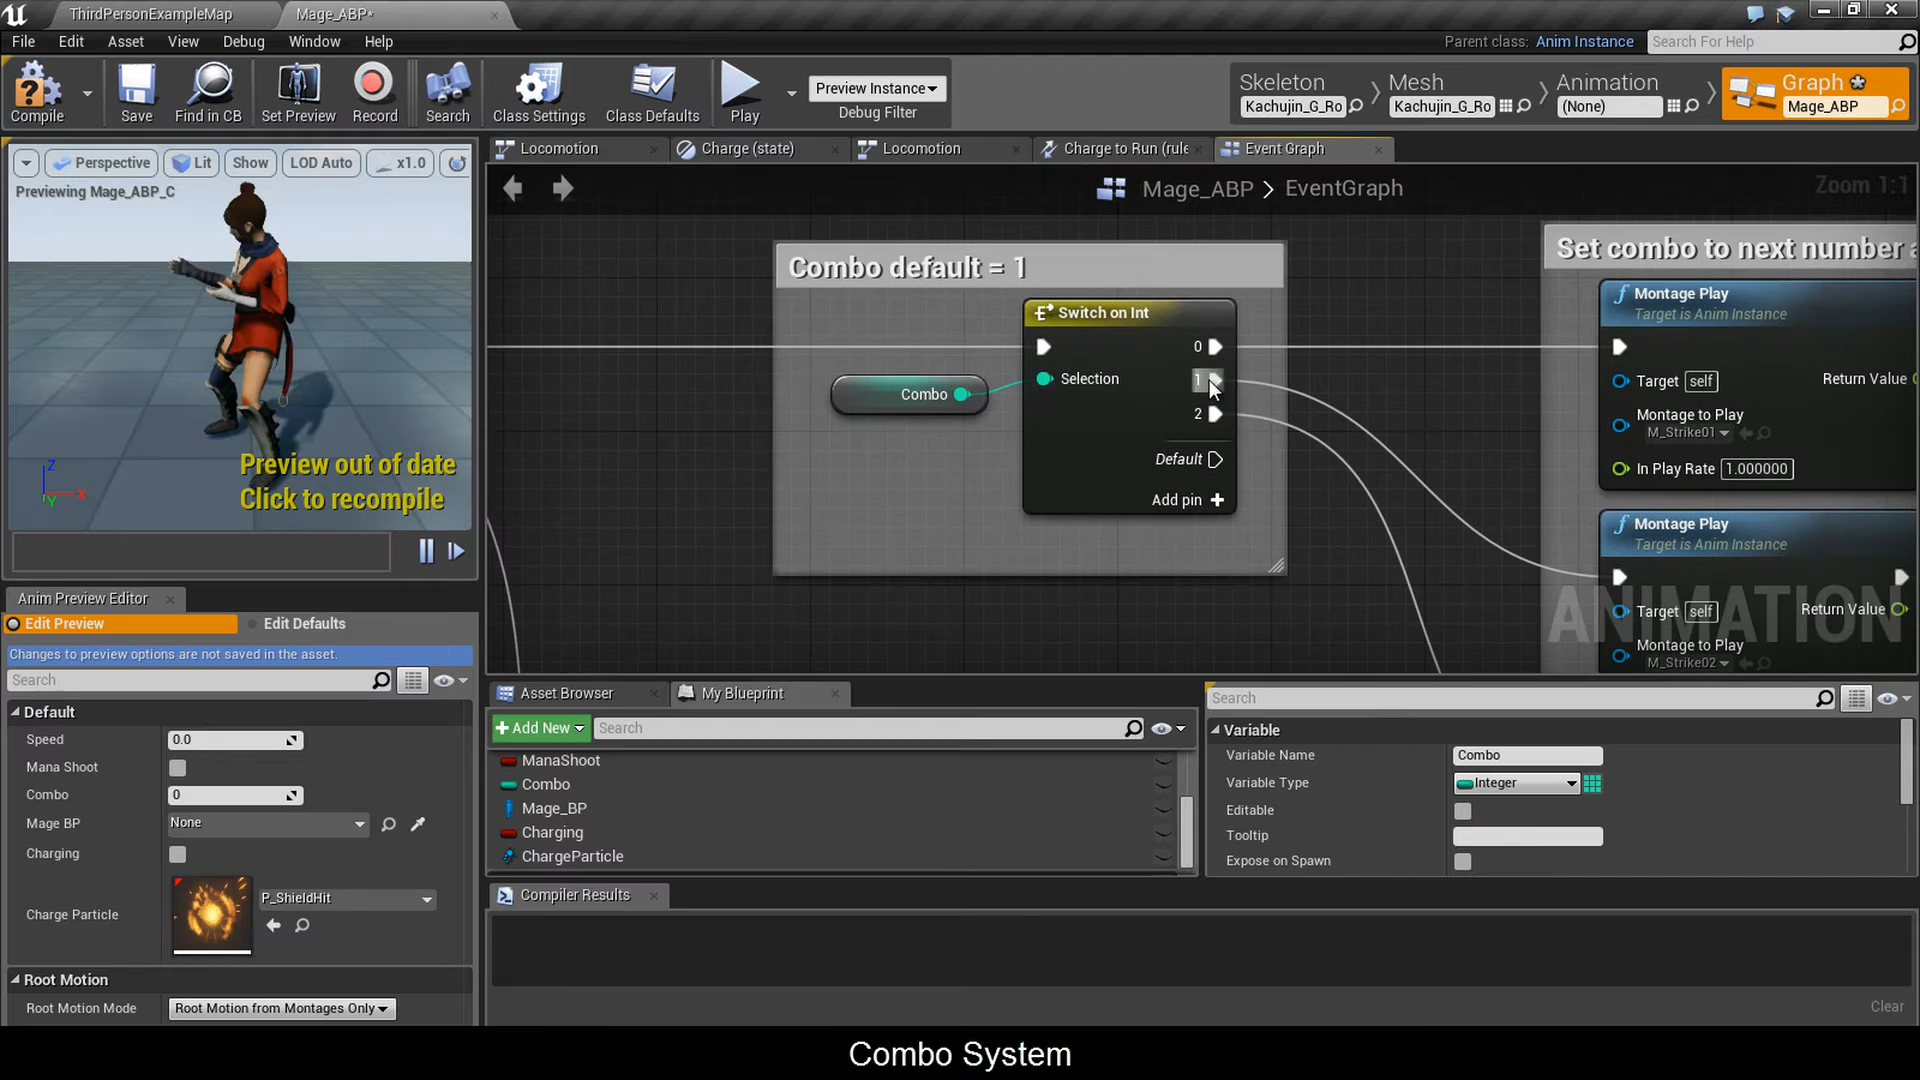 ThirdPersonExampleMap
Mage_ABP*
File Edit Asset View Debug Window Help
Parent class: Anim Instance
Search For Help
Compile
Save
Find in CB
Set Preview
Record
Search
Class Settings
Class Defaults
Play
Preview Instance
Debug Filter
Skeleton
Kachujin_G_Ro
Mesh
Kachujin_G_Ro
Animation
(None)
Graph
Mage_ABP
Perspective
Lit
Show
LOD Auto
x1.0
Previewing Mage_ABP_C
Preview out of date
Click to recompile
Z
X
Y
Locomotion
Charge (state)
Locomotion
Charge to Run (rule
Event Graph
Mage_ABP > EventGraph
Zoom 1:1
Combo default = 1
Switch on Int
0
Selection
1
2
Default
Add pin
Combo
Set combo to next number a
Montage Play
Target is Anim Instance
Target self
Return Value
Montage to Play
M_Strike01
In Play Rate 1.000000
Montage Play
Target is Anim Instance
Target self
Return Value
Montage to Play
M_Strike02
ANIMATION
Anim Preview Editor
Edit Preview
Edit Defaults
Changes to preview options are not saved in the asset.
Search
Default
Speed 0.0
Mana Shoot
Combo 0
Mage BP None
Charging
Charge Particle P_ShieldHit
Root Motion
Root Motion Mode Root Motion from Montages Only
Asset Browser
My Blueprint
Add New
Search
ManaShoot
Combo
Mage_BP
Charging
ChargeParticle
Search
Variable
Variable Name Combo
Variable Type Integer
Editable
Tooltip
Expose on Spawn
Compiler Results
Clear
Combo System